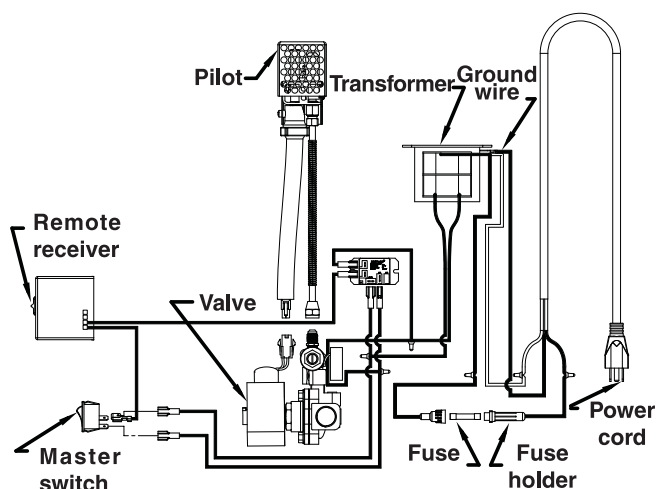 Pilot
Transformer
Ground
wire
Remote
receiver
Valve
Master
switch
Fuse
Fuse
holder
Power
cord